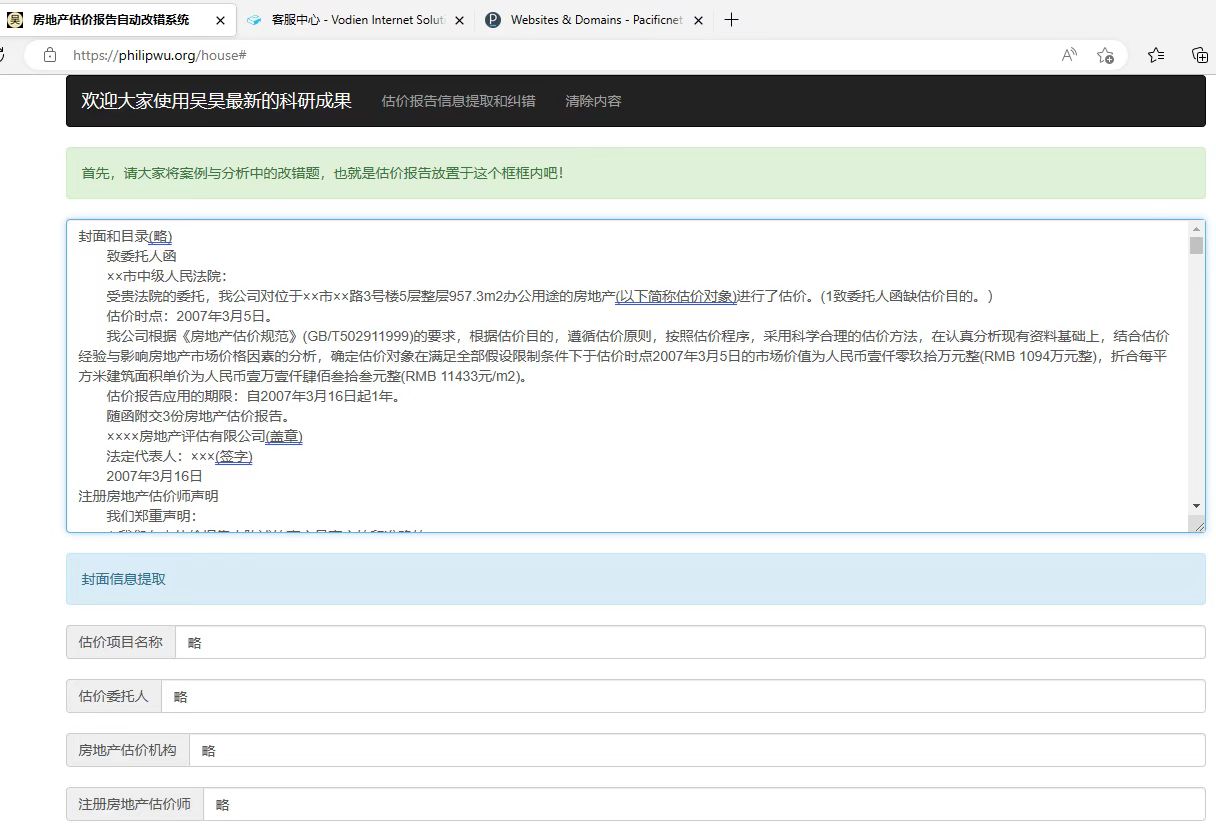 房地产估价报告自动改错系统
客服中心 - Vodien Internet Solut
Websites & Domains - Pacificnet
https://philipwu.org/house#
欢迎大家使用吴昊最新的科研成果 估价报告信息提取和纠错 清除内容
首先，请大家将案例与分析中的改错题，也就是估价报告放置于这个框框内吧！
封面和目录(略)
致委托人函
××市中级人民法院：
受贵法院的委托，我公司对位于××市××路3号楼5层整层957.3m2办公用途的房地产(以下简称估价对象)进行了估价。(1致委托人函缺估价目的。)
估价时点：2007年3月5日。
我公司根据《房地产估价规范》(GB/T502911999)的要求，根据估价目的，遵循估价原则，按照估价程序，采用科学合理的估价方法，在认真分析现有资料基础上，结合估价
经验与影响房地产市场价格因素的分析，确定估价对象在满足全部假设限制条件下于估价时点2007年3月5日的市场价值为人民币壹仟零玖拾万元整(RMB 1094万元整)，折合每平
方米建筑面积单价为人民币壹万壹仟肆佰叁拾叁元整(RMB 11433元/m2)。
估价报告应用的期限：自2007年3月16日起1年。
随函附交3份房地产估价报告。
××××房地产评估有限公司(盖章)
法定代表人：×××(签字)
2007年3月16日
注册房地产估价师声明
我们郑重声明：
封面信息提取
估价项目名称 略
估价委托人 略
房地产估价机构 略
注册房地产估价师 略